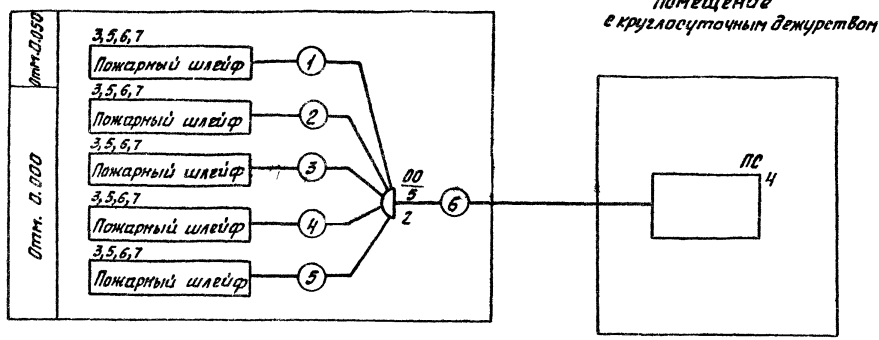 Помещение
с круглосуточным дежурством
Отм.0.050
3,5,6,7
Пожарный шлейф
1
3,5,6,7
Пожарный шлейф
2
3,5,6,7
Пожарный шлейф
3
Отм. 0.000
00
5
2
6
ПС
4
3,5,6,7
Пожарный шлейф
4
3,5,6,7
Пожарный шлейф
5